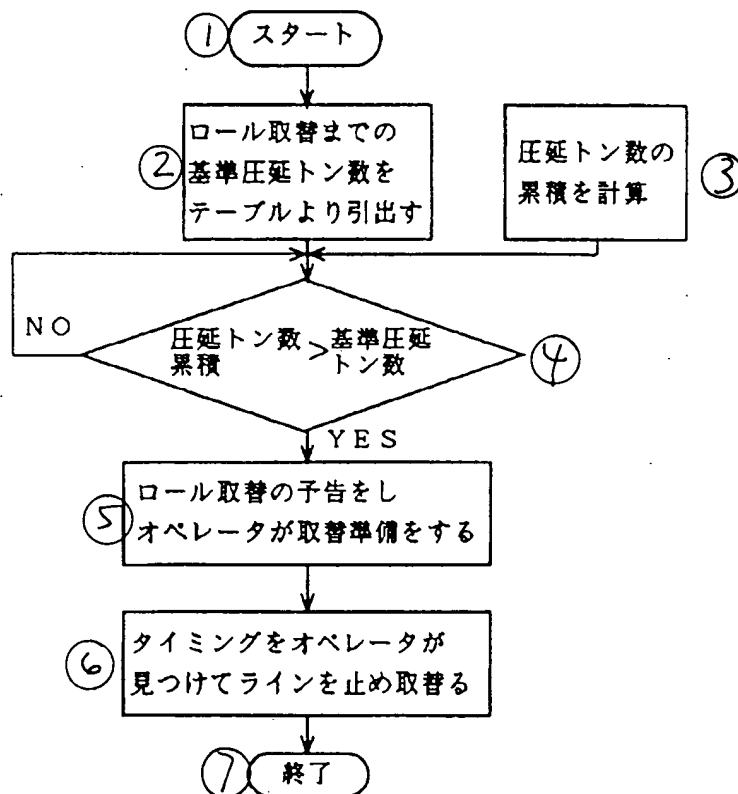 ① スタート
② ロール取替までの
基準圧延トン数を
テーブルより引出す
圧延トン数の
累積を計算
③
NO
圧延トン数
累積
>
基準圧延
トン数
④
YES
⑤ ロール取替の予告をし
オペレータが取替準備をする
⑥ タイミングをオペレータが
見つけてラインを止め取替る
⑦ 終了